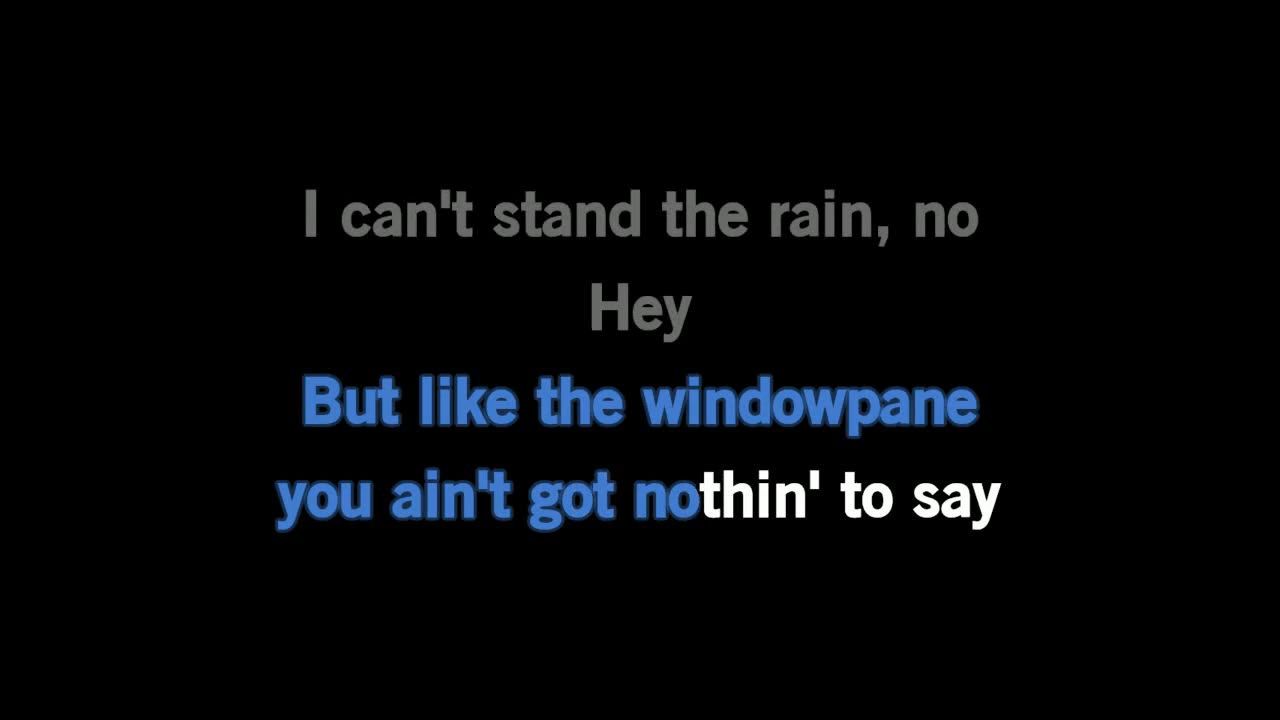 I can't stand the rain, no
Hey
But like the windowpane
you ain't got nothin' to say